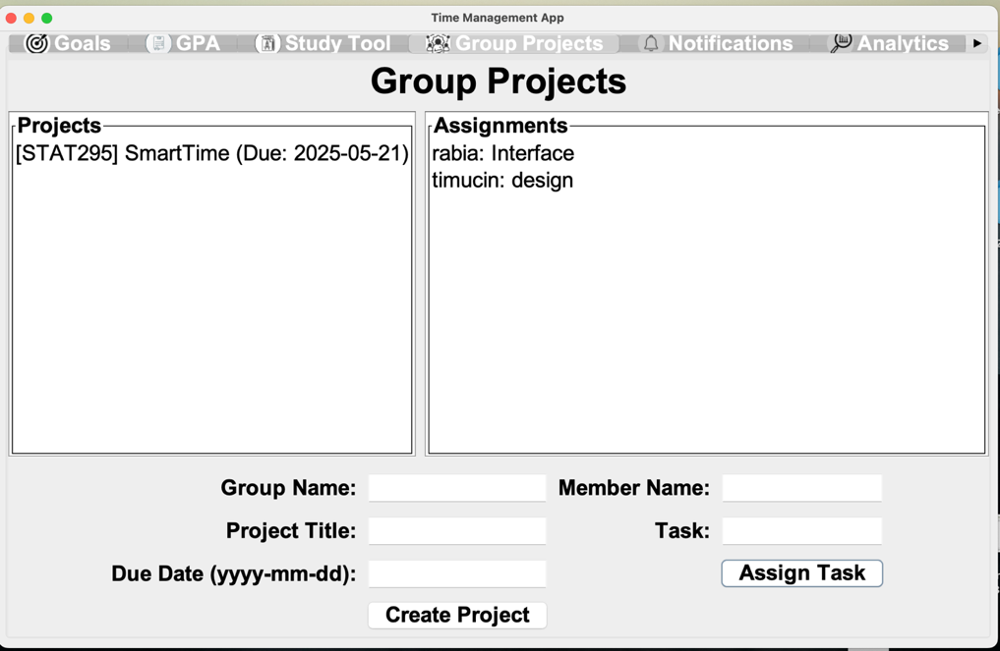 Time Management App
Goals GPA Study Tool Group Projects Notifications Analytics
Group Projects
Projects
[STAT295] SmartTime (Due: 2025-05-21)
Assignments
rabia: Interface
timucin: design
Group Name:
Member Name:
Project Title:
Task:
Due Date (yyyy-mm-dd):
Assign Task
Create Project